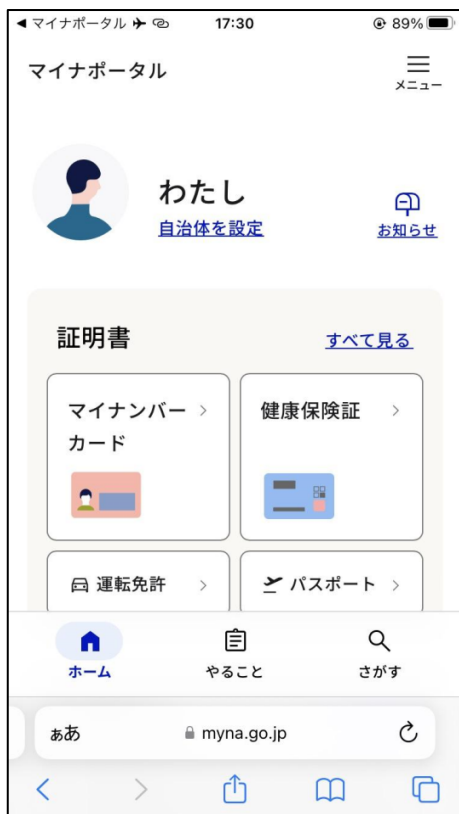 マイナポータル 17:30 89%
マイナポータル
メニュー
わたし
自治体を設定
お知らせ
証明書
すべて見る
マイナンバー
カード
健康保険証
運転免許
パスポート
ホーム
やること
さがす
ぁあ
myna.go.jp